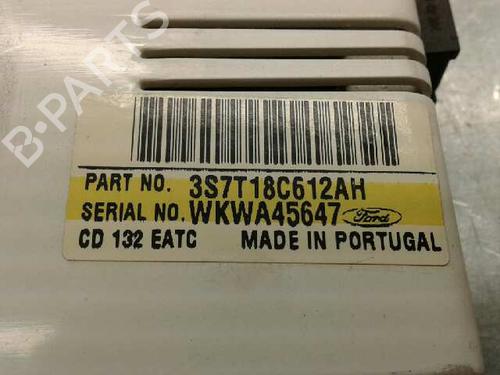 B-PARTS
PART NO. 3S7T18C612AH
SERIAL NO. WKWA45647 Ford
CD 132 EATC MADE IN PORTUGAL